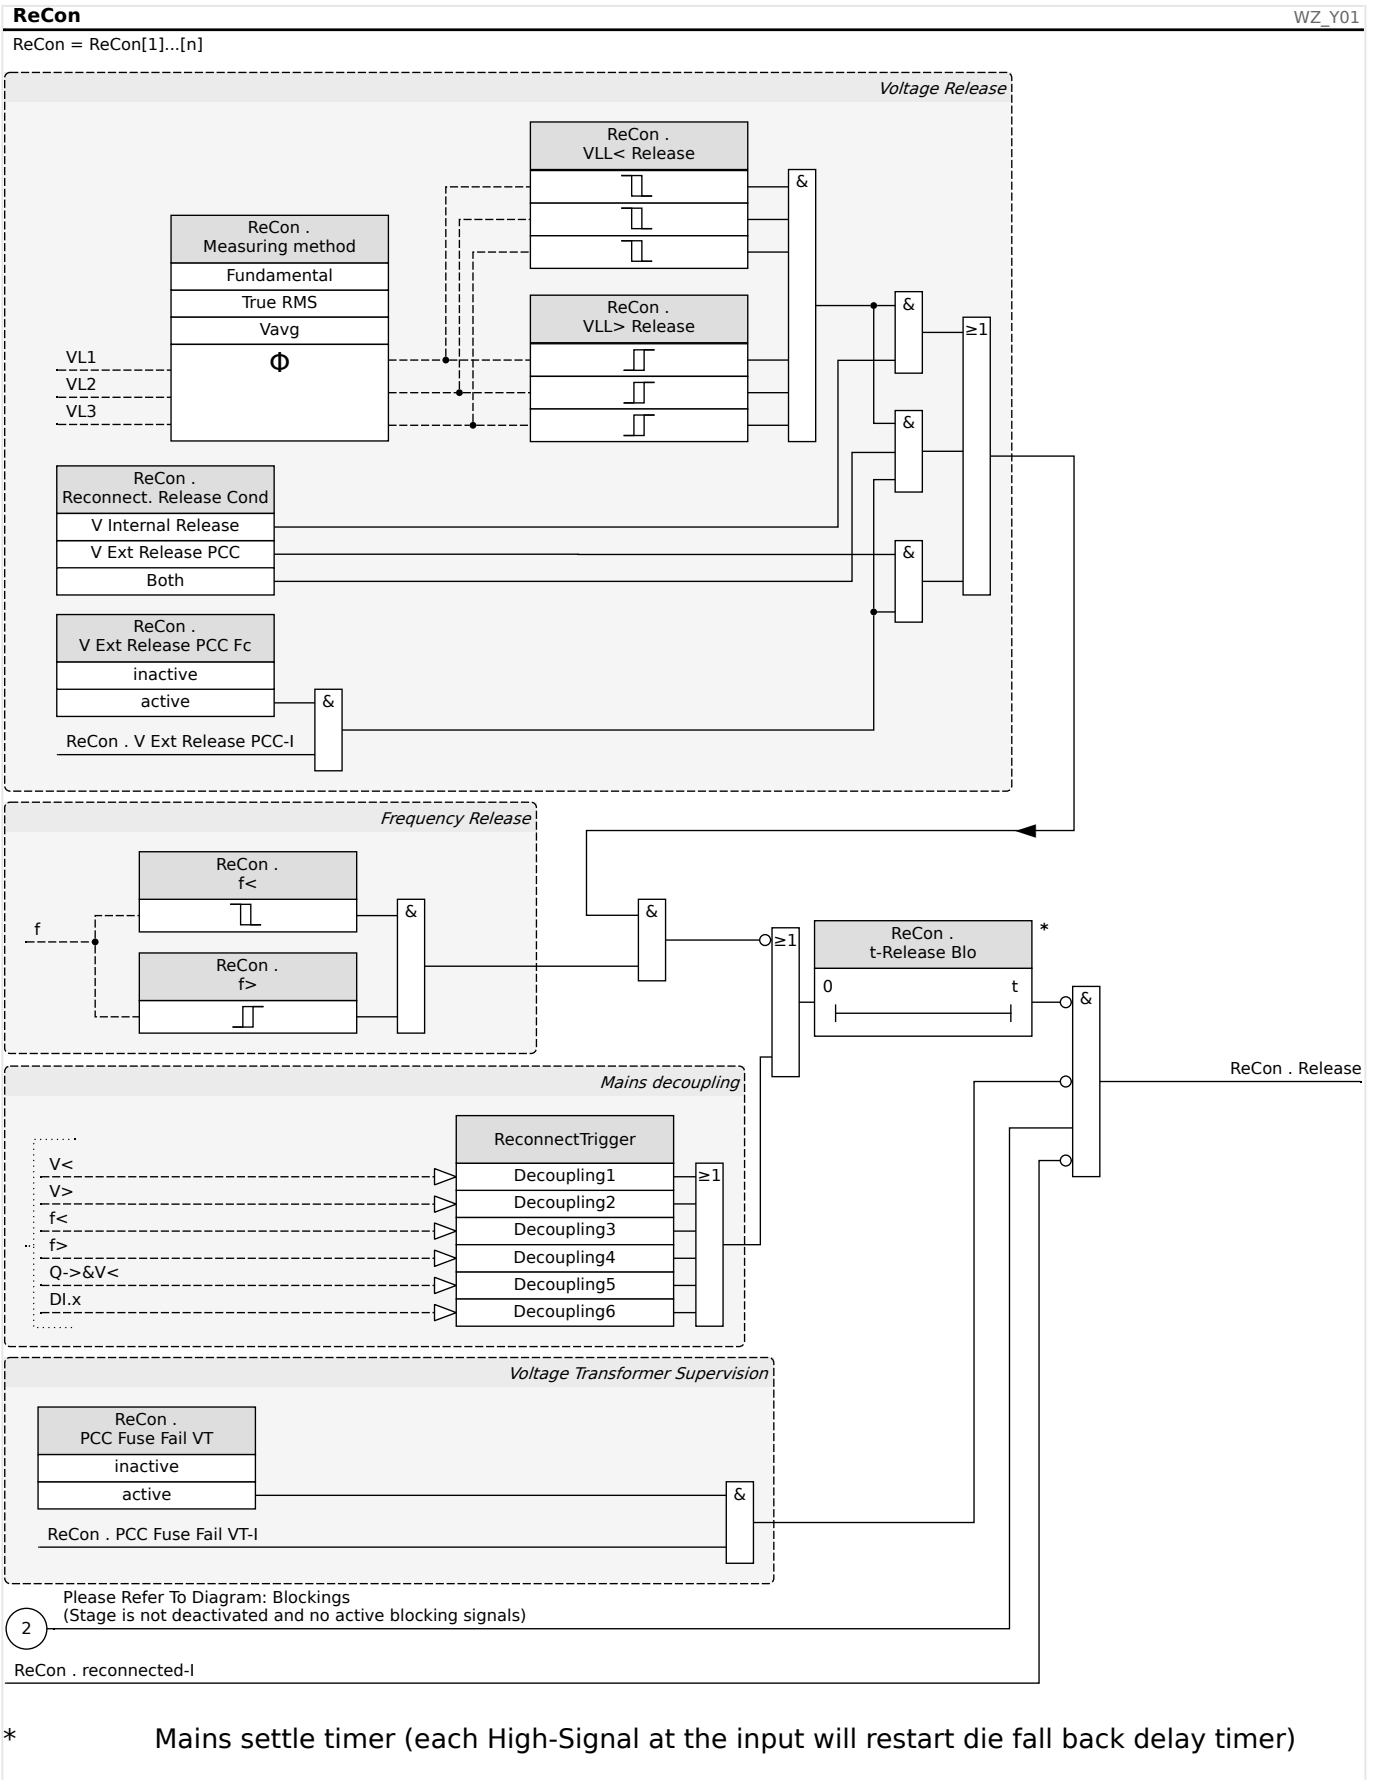 ReCon
WZ_Y01
ReCon = ReCon[1]...[n]
Voltage Release
ReCon .
VLL< Release
&
ReCon .
Measuring method
Fundamental
True RMS
Vavg
Φ
VL1
VL2
VL3
ReCon .
VLL> Release
&
≥1
&
ReCon .
Reconnect. Release Cond
V Internal Release
V Ext Release PCC
Both
&
ReCon .
V Ext Release PCC Fc
inactive
active
&
ReCon . V Ext Release PCC-I
Frequency Release
ReCon .
f<
&
f
ReCon .
f>
&
≥1
ReCon .
t-Release Blo
*
0
t
&
ReCon . Release
Mains decoupling
ReconnectTrigger
V<
Decoupling1
≥1
V>
Decoupling2
f<
Decoupling3
f>
Decoupling4
Q->&V<
Decoupling5
DI.x
Decoupling6
Voltage Transformer Supervision
ReCon .
PCC Fuse Fail VT
inactive
active
&
ReCon . PCC Fuse Fail VT-I
Please Refer To Diagram: Blockings
(Stage is not deactivated and no active blocking signals)
2
ReCon . reconnected-I
* Mains settle timer (each High-Signal at the input will restart die fall back delay timer)